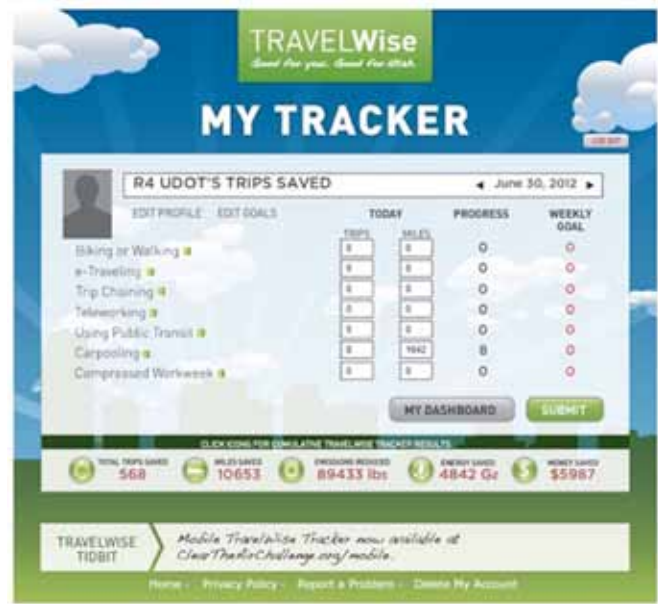 TRAVELWise
Good for you. Good for Utah.
MY TRACKER
LOG OUT
R4 UDOT'S TRIPS SAVED ◄ June 30, 2012 ►
EDIT PROFILE EDIT GOALS TODAY PROGRESS WEEKLY GOAL
TRIPS MILES
Biking or Walking 0 0 0 0
e-Traveling 0 0 0 0
Trip Chaining 0 0 0 0
Teleworking 0 0 0 0
Using Public Transit 0 0 0 0
Carpooling 8 1642 8 0
Compressed Workweek 0 0 0 0
MY DASHBOARD SUBMIT
CLICK ICONS FOR CUMULATIVE TRAVELWISE TRACKER RESULTS
TOTAL TRIPS SAVED MILES SAVED EMISSIONS REDUCED ENERGY SAVED MONEY SAVED
568 10653 89433 lbs 4842 Gz $5987
TRAVELWISE TIDBIT
Mobile TravelWise Tracker now available at
ClearTheAirChallenge.org/mobile.
Home - Privacy Policy - Report a Problem - Delete My Account